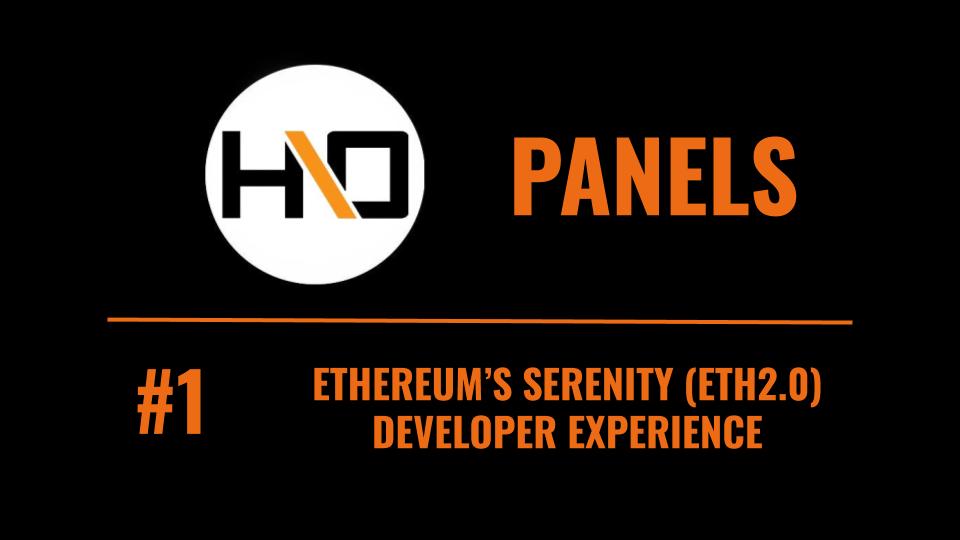 H\O
PANELS
#1
ETHEREUM’S SERENITY (ETH2.0)
DEVELOPER EXPERIENCE